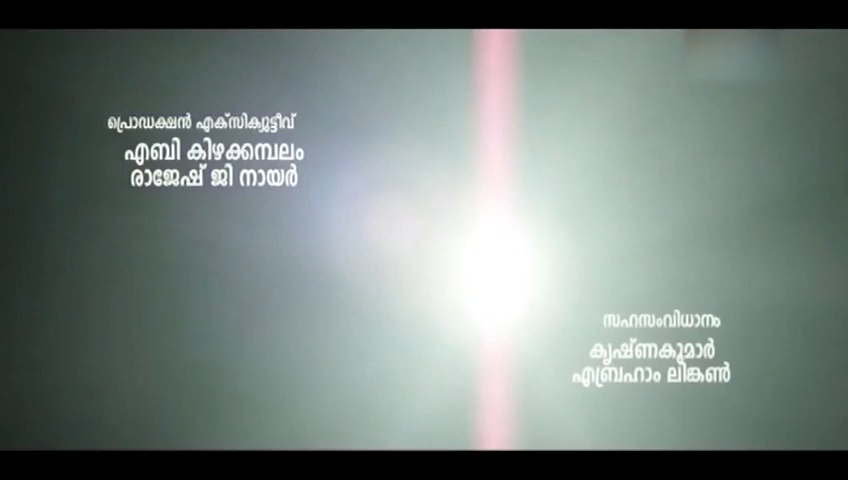 പ്രൊഡക്ഷൻ എക്സിക്യുട്ടീവ്
എബി കിഴക്കമ്പലം
രാജേഷ് ജി നായർ
സഹസംവിധാനം
കൃഷ്ണകുമാർ
എബ്രഹാം ലിങ്കൺ